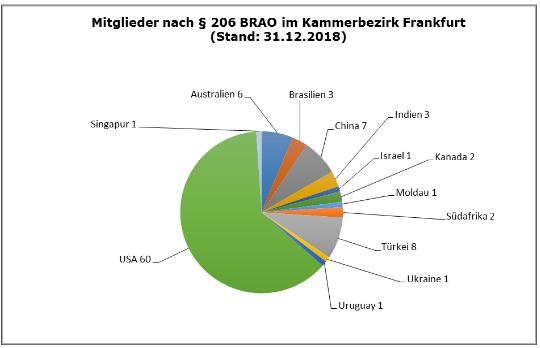 Mitglieder nach § 206 BRAO im Kammerbezirk Frankfurt
(Stand: 31.12.2018)
Australien 6
Brasilien 3
China 7
Indien 3
Israel 1
Kanada 2
Moldau 1
Südafrika 2
Türkei 8
Ukraine 1
Uruguay 1
USA 60
Singapur 1